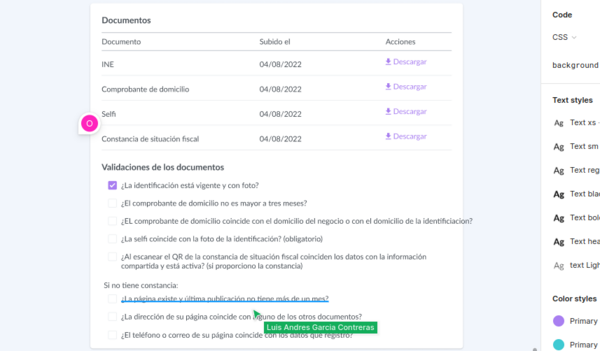 Documentos
Documento Subido el Acciones
INE 04/08/2022 Descargar
Comprobante de domicilio 04/08/2022 Descargar
Selfi 04/08/2022 Descargar
O
Constancia de situación fiscal 04/08/2022 Descargar
Validaciones de los documentos
¿La identificación está vigente y con foto?
¿El comprobante de domicilio no es mayor a tres meses?
¿EL comprobante de domicilio coincide con el domicilio del negocio o con el domicilio de la identificiacion?
¿La selfi coincide con la foto de la identificación? (obligatorio)
¿Al escanear el QR de la constancia de situación fiscal coinciden los datos con la información
compartida y está activa? (si proporciono la constancia)
Si no tiene constancia:
¿La página existe y última publicación no tiene más de un mes?
¿La dirección de su página coincide con alguno de los otros documentos?
Luis Andres García Contreras
¿El teléfono o correo de su página coincide con los datos que registro?
Code
CSS
background
Text styles
Ag Text xs -
Ag Text sm
Ag Text reg
Ag Text bla
Ag Text bol
Ag Text hea
Ag text Ligh
Color styles
Primary
Primary